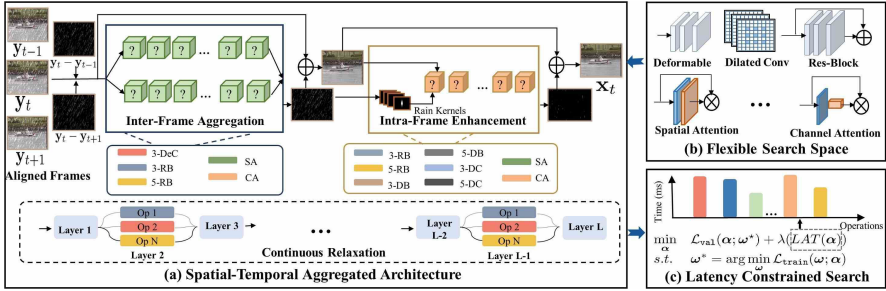 y_{t-1}
y_t - y_{t-1}
y_t
y_t - y_{t+1}
y_{t+1}
Aligned Frames
? ? ? ... ? ?
? ? ? ... ? ?
Inter-Frame Aggregation
? ? ... ?
Rain Kernels
Intra-Frame Enhancement
x_t
3-DeC
3-RB
5-RB
SA
CA
3-RB
5-RB
3-DB
5-DB
3-DC
5-DC
SA
CA
Layer 1
Op 1
Op 2
Op N
Layer 2
Layer 3
...
Continuous Relaxation
Layer L-2
Op 1
Op 2
Op N
Layer L-1
Layer L
(a) Spatial-Temporal Aggregated Architecture
Deformable
Dilated Conv
Res-Block
Spatial Attention
...
Channel Attention
(b) Flexible Search Space
Time (ms)
...
Operations
min_α L_val(α; ω*) + λ(LAT(α))
s.t. ω* = arg min_ω L_train(ω; α)
(c) Latency Constrained Search